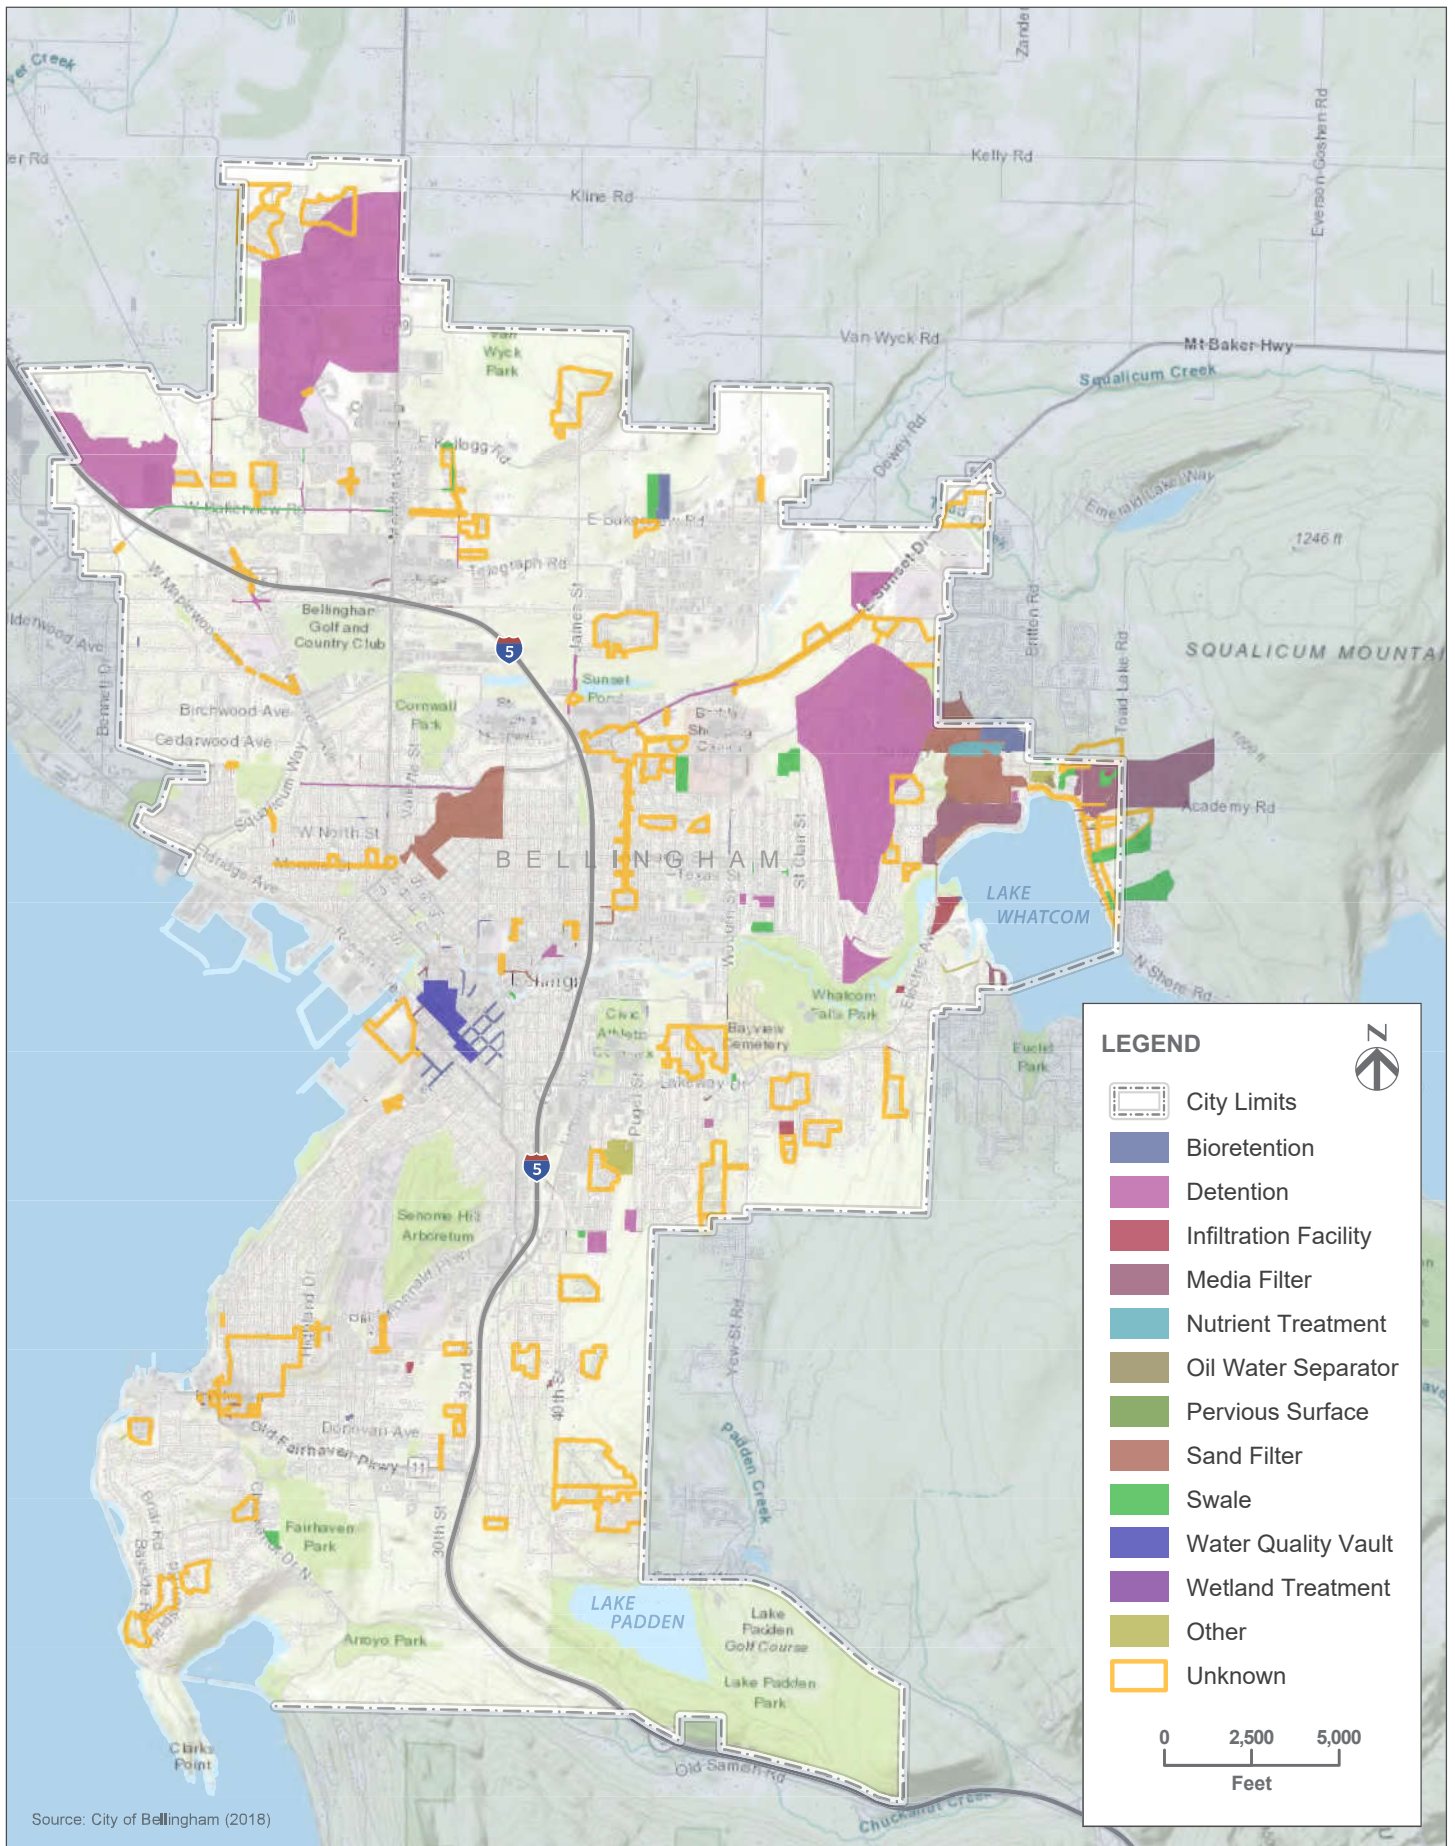 Zander
Kelly Rd
er Rd
Everson-Goshen Rd
Kline Rd
Van Wyck Rd
Mt Baker Hwy
Squalicum Creek
Van
Wyck
Park
E Kellogg Rd
Dewey Rd
Emerald Lake Way
W Bakerview Rd
1246 ft
Telegraph Rd
E Sunset Dr
W Maplewood
Bellingham
Golf and
Country Club
James St
Britton Rd
Toad Lake Rd
SQUALICUM MOUNTAI
Bennett Dr
5
Sunset
Pond
Birchwood Ave
Cornwall
Park
Cedarwood Ave
1000 ft
Academy Rd
Squalicum Way
W North St
St Clair St
BELLINGHAM
Texas St
Eldridge Ave
LAKE
WHATCOM
Woburn St
Electric Ave
N Shore Rd
Whatcom
Falls Park
Civic
Athletic
Bayview
Cemetery
Lakeway Dr
Puget St
Euclid
Park
5
Sehome Hill
Arboretum
Highland Dr
32nd St
40th St
Yew St Rd
Donovan Ave
Old Fairhaven Pkwy
11
Padden Creek
30th St
Fairhaven
Park
Briar Rd
LAKE
PADDEN
Lake
Padden
Golf Course
Arroyo Park
Lake Padden
Park
Clarks
Point
Old Samish Rd
Chuckanut Creek
LEGEND
N
City Limits
Bioretention
Detention
Infiltration Facility
Media Filter
Nutrient Treatment
Oil Water Separator
Pervious Surface
Sand Filter
Swale
Water Quality Vault
Wetland Treatment
Other
Unknown
0 2,500 5,000
Feet
Source: City of Bellingham (2018)